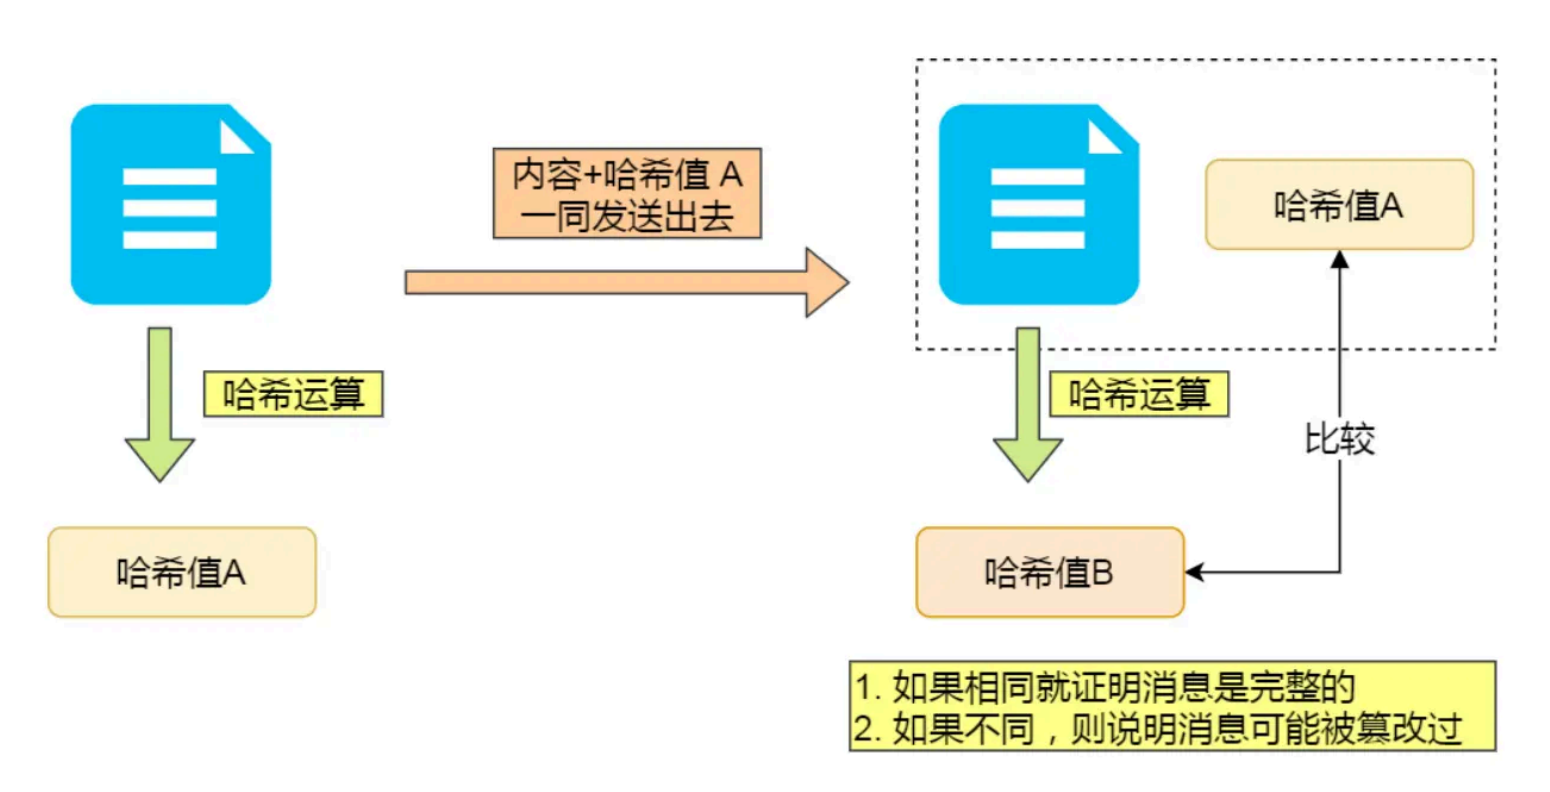 内容+哈希值 A
一同发送出去
哈希值A
哈希运算
哈希运算
比较
哈希值A
哈希值B
1. 如果相同就证明消息是完整的
2. 如果不同，则说明消息可能被篡改过